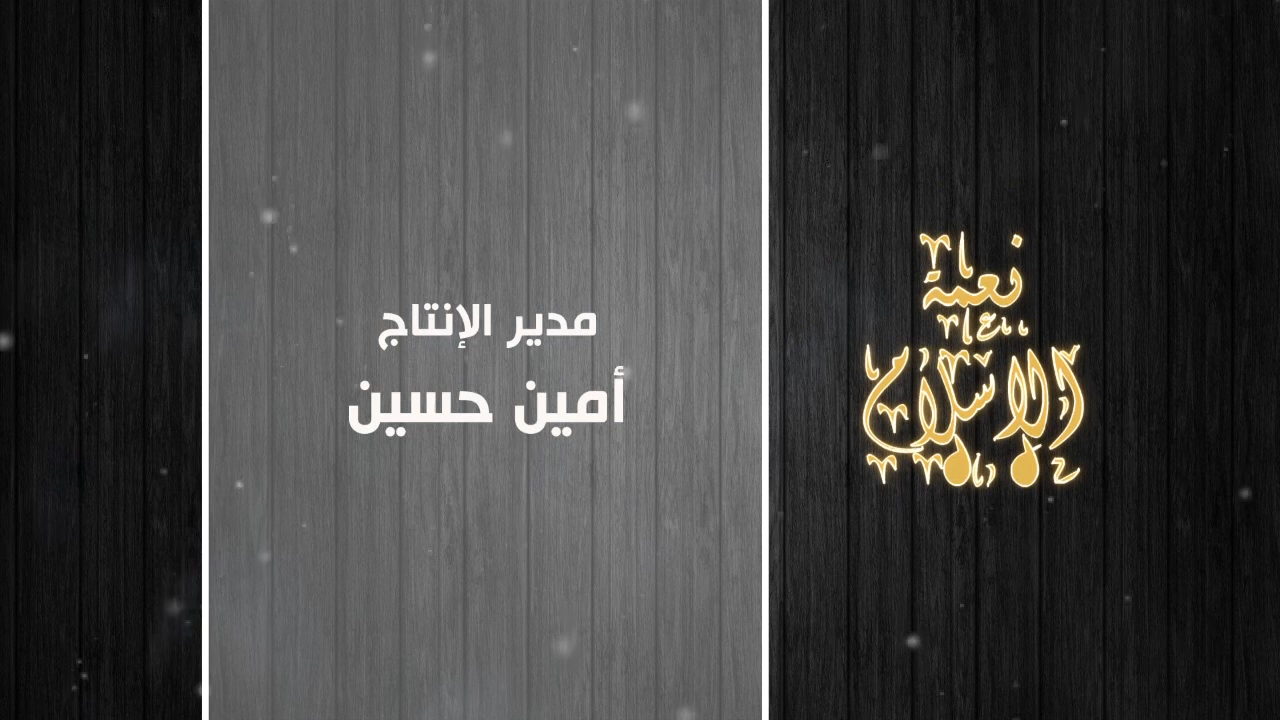 مدير الإنتاج
أمين حسين
نعمة
الإسلام